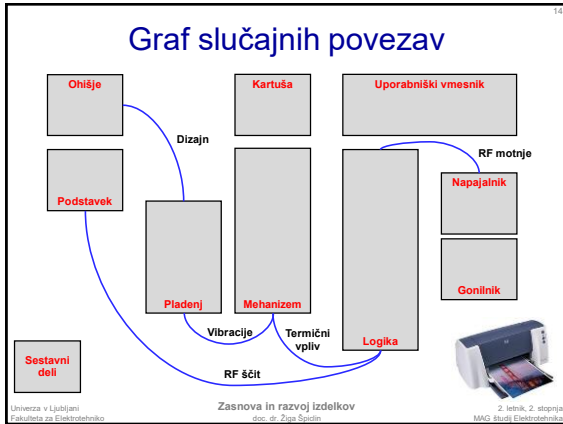 14
Graf slučajnih povezav
Ohišje
Kartuša
Uporabniški vmesnik
Dizajn
RF motnje
Podstavek
Napajalnik
Pladenj
Mehanizem
Gonilnik
Vibracije
Termični
vpliv
Logika
Sestavni
deli
RF ščit
Univerza v Ljubljani
Fakulteta za Elektrotehniko
Zasnova in razvoj izdelkov
doc. dr. Žiga Špiclin
2. letnik, 2. stopnja
MAG študij Elektrotehnika